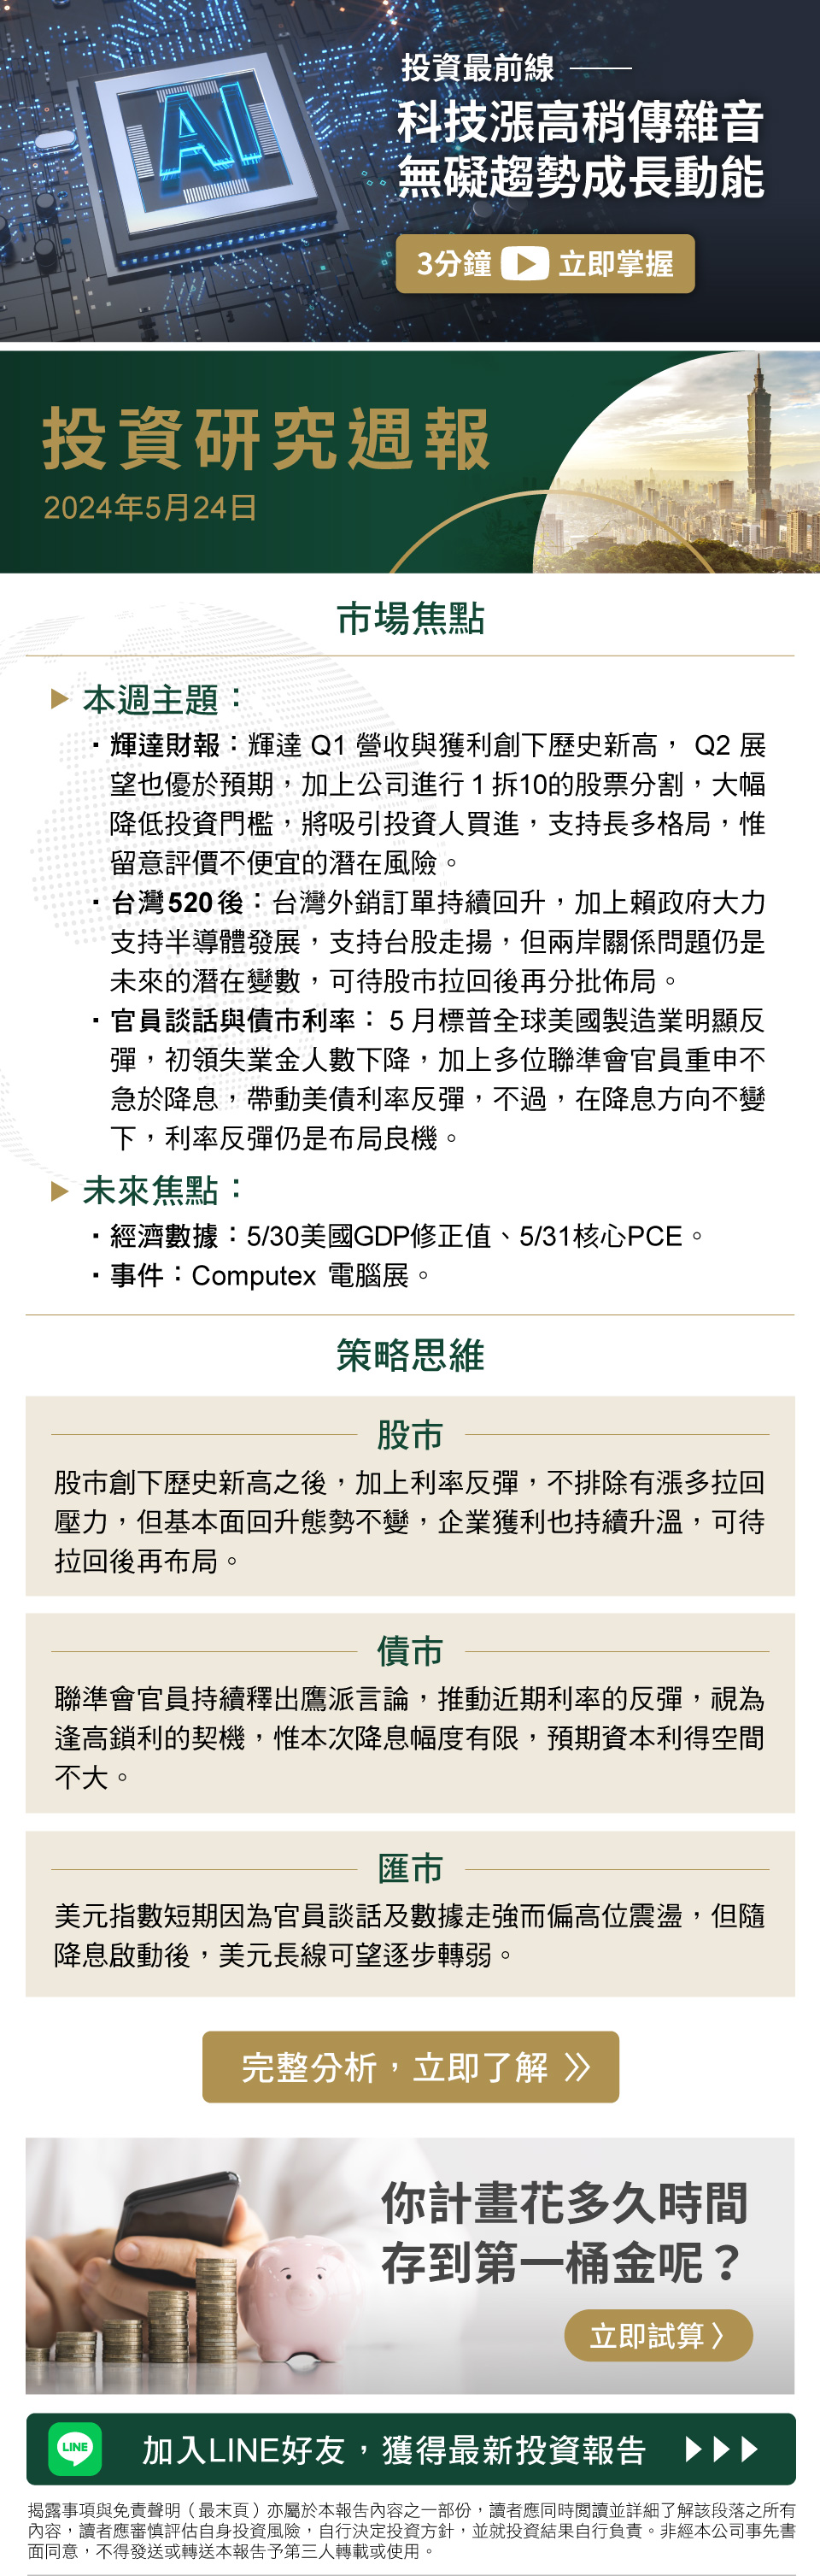 AI
投資最前線
科技漲高稍傳雜音
無礙趨勢成長動能
3分鐘 立即掌握
投資研究週報
2024年5月24日
市場焦點
本週主題：
輝達財報：輝達 Q1 營收與獲利創下歷史新高， Q2 展
望也優於預期，加上公司進行 1 拆10的股票分割，大幅
降低投資門檻，將吸引投資人買進，支持長多格局，惟
留意評價不便宜的潛在風險。
台灣520後：台灣外銷訂單持續回升，加上賴政府大力
支持半導體發展，支持台股走揚，但兩岸關係問題仍是
未來的潛在變數，可待股市拉回後再分批佈局。
官員談話與債市利率： 5 月標普全球美國製造業明顯反
彈，初領失業金人數下降，加上多位聯準會官員重申不
急於降息，帶動美債利率反彈，不過，在降息方向不變
下，利率反彈仍是布局良機。
未來焦點：
經濟數據：5/30美國GDP修正值、5/31核心PCE。
事件：Computex 電腦展。
策略思維
股市
股市創下歷史新高之後，加上利率反彈，不排除有漲多拉回
壓力，但基本面回升態勢不變，企業獲利也持續升溫，可待
拉回後再布局。
債市
聯準會官員持續釋出鷹派言論，推動近期利率的反彈，視為
逢高鎖利的契機，惟本次降息幅度有限，預期資本利得空間
不大。
匯市
美元指數短期因為官員談話及數據走強而偏高位震盪，但隨
降息啟動後，美元長線可望逐步轉弱。
完整分析，立即了解
你計畫花多久時間
存到第一桶金呢？
立即試算
LINE
加入LINE好友，獲得最新投資報告
揭露事項與免責聲明（最末頁）亦屬於本報告內容之一部份，讀者應同時閱讀並詳細了解該段落之所有
內容，讀者應審慎評估自身投資風險，自行決定投資方針，並就投資結果自行負責。非經本公司事先書
面同意，不得發送或轉送本報告予第三人轉載或使用。